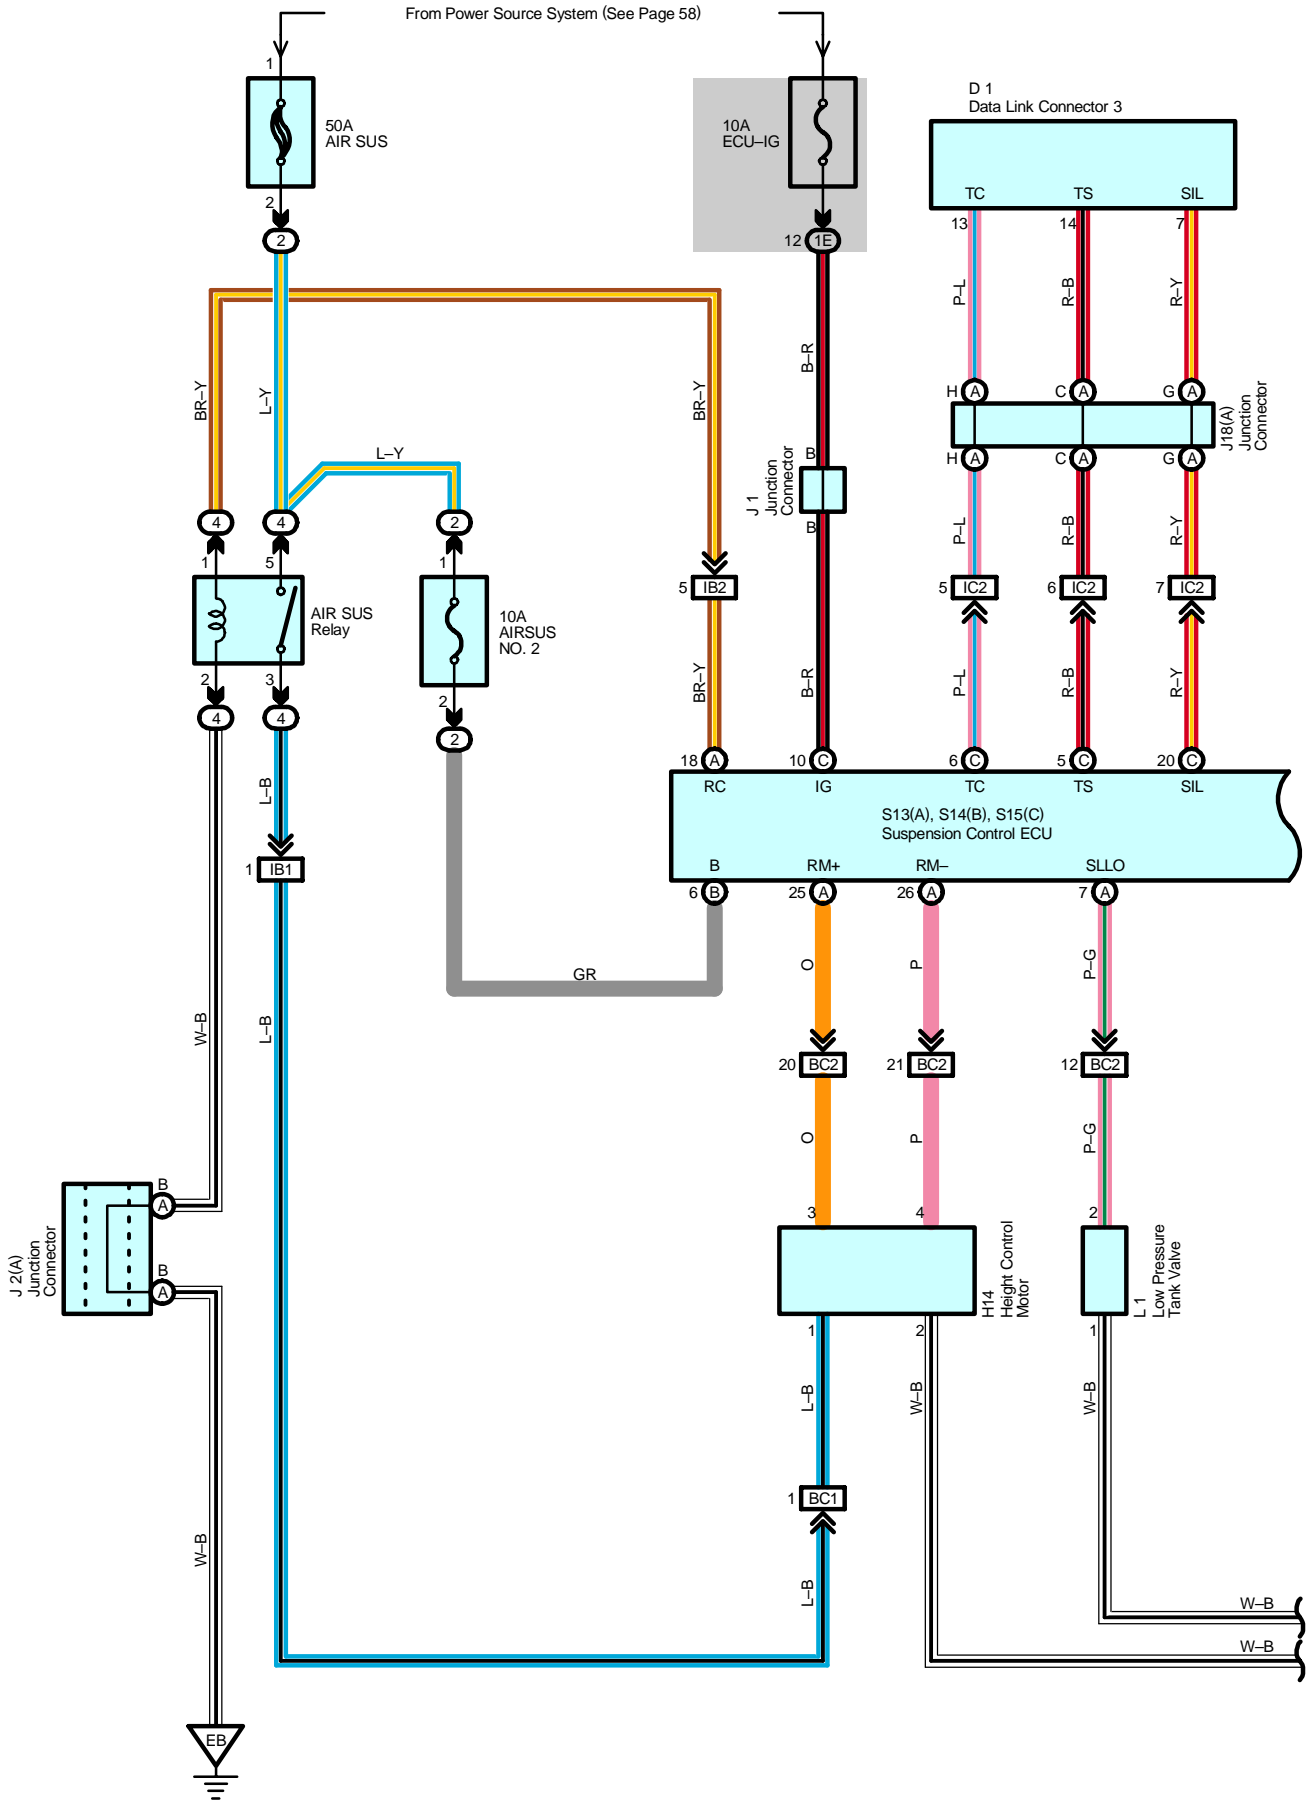 From Power Source System (See Page 58)
1
50A
AIR SUS
2
2
10A
ECU–IG
12 1E
D 1
Data Link Connector 3
TC TS SIL
13 14 7
P–L R–B R–Y
BR–Y
L–Y
L–Y
BR–Y
B–R
H A C A G A
J18(A)
Junction
Connector
H A C A G A
B
J 1
Junction
Connector
B
4 4 2
1 5 1
P–L R–B R–Y
5 IB2
5 IC2 6 IC2 7 IC2
AIR SUS
Relay
10A
AIRSUS
NO. 2
2 3 2
4 4 2
BR–Y B–R P–L R–B R–Y
18 A 10 C 6 C 5 C 20 C
RC IG TC TS SIL
L–B
S13(A), S14(B), S15(C)
Suspension Control ECU
B RM+ RM– SLLO
1 IB1
6 B 25 A 26 A 7 A
GR
O P P–G
W–B L–B
20 BC2 21 BC2 12 BC2
O P P–G
B
A
B
A
J 2(A)
Junction
Connector
3 4 2
H14
Height Control
Motor
L 1
Low Pressure
Tank Valve
1 2 1
L–B W–B W–B
1 BC1
W–B
L–B
W–B
W–B
EB